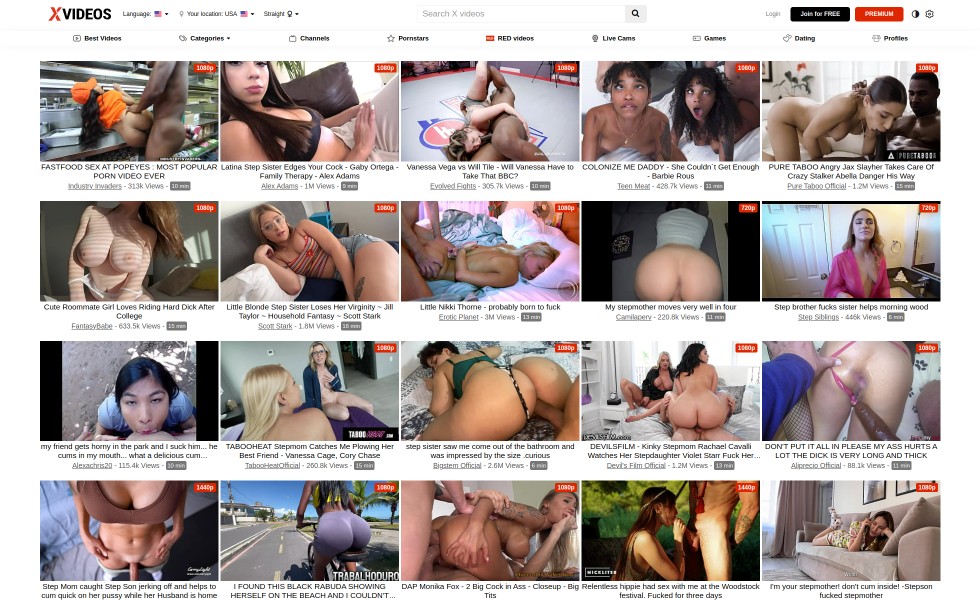 XVIDEOS
Language:
Your location: USA
Straight
Search X videos
Login
Join for FREE
PREMIUM
Best Videos
Categories
Channels
Pornstars
RED videos
Live Cams
Games
Dating
Profiles
1080p
1080p
1080p
1080p
1080p
PURETABOO
FASTFOOD SEX AT POPEYES : MOST POPULAR
PORN VIDEO EVER
Industry Invaders - 313k Views - 10 min
Latina Step Sister Edges Your Cock - Gaby Ortega -
Family Therapy - Alex Adams
Alex Adams - 1M Views - 9 min
Vanessa Vega vs Will Tile - Will Vanessa Have to
Take That BBC?
Evolved Fights - 305.7k Views - 10 min
COLONIZE ME DADDY - She Couldn´t Get Enough
- Barbie Rous
Teen Meat - 428.7k Views - 11 min
PURE TABOO Angry Jax Slayher Takes Care Of
Crazy Stalker Abella Danger His Way
Pure Taboo Official - 1.2M Views - 15 min
1080p
1080p
1080p
720p
720p
Cute Roommate Girl Loves Riding Hard Dick After
College
FantasyBabe - 633.5k Views - 15 min
Little Blonde Step Sister Loses Her Virginity ~ Jill
Taylor ~ Household Fantasy ~ Scott Stark
Scott Stark - 1.8M Views - 16 min
Little Nikki Thorne - probably born to fuck
Erotic Planet - 3M Views - 13 min
My stepmother moves very well in four
Camilaperv - 220.8k Views - 11 min
Step brother fucks sister helps morning wood
Step Siblings - 446k Views - 6 min
1080p
1080p
1080p
1080p
TABOO HEAT
DEVILSFILM.COM
my friend gets horny in the park and I suck him... he
cums in my mouth... what a delicious cum...
Alexachris20 - 115.4k Views - 10 min
TABOOHEAT Stepmom Catches Me Plowing Her
Best Friend - Vanessa Cage, Cory Chase
TabooHeatOfficial - 260.8k Views - 15 min
step sister saw me come out of the bathroom and
was impressed by the size .curious
Bigstern Official - 2.6M Views - 6 min
DEVILSFILM - Kinky Stepmom Rachael Cavalli
Watches Her Stepdaughter Violet Starr Fuck Her...
Devil's Film Official - 1.2M Views - 13 min
DON'T PUT IT ALL IN PLEASE MY ASS HURTS A
LOT THE DICK IS VERY LONG AND THICK
Aliprecio Official - 88.1k Views - 11 min
1440p
1080p
1080p
1440p
1080p
TRABALHODURO
Step Mom caught Step Son jerking off and helps to
cum quick on her pussy while her Husband is home
I FOUND THIS BLACK RABUDA SHOWING
HERSELF ON THE BEACH AND I COULDN'T...
DAP Monika Fox - 2 Big Cock in Ass - Closeup - Big
Tits
Relentless hippie had sex with me at the Woodstock
festival. Fucked for three days
I'm your stepmother! don't cum inside! -Stepson
fucked stepmother